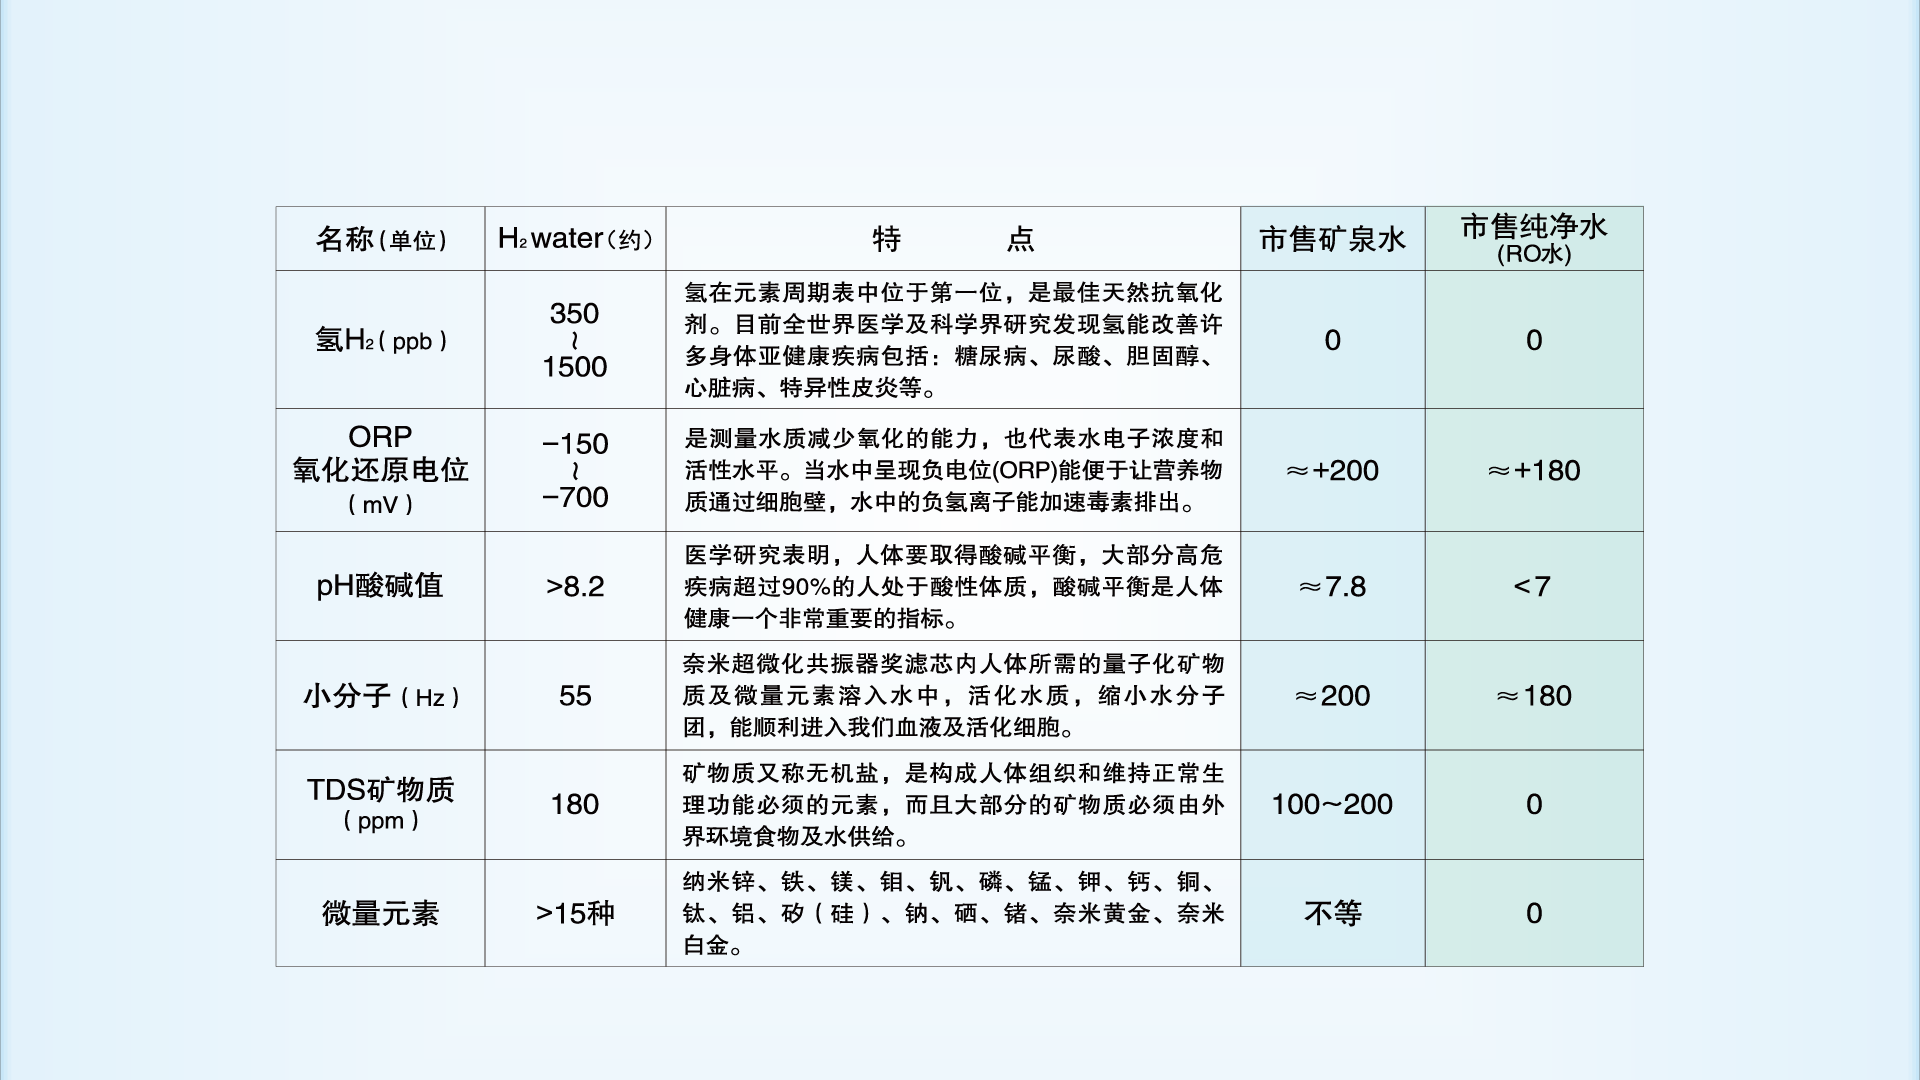 名称(单位)
H₂ water(约)
特 点
市售矿泉水
市售纯净水
(RO水)
氢H₂(ppb)
350
~
1500
氢在元素周期表中位于第一位，是最佳天然抗氧化
剂。目前全世界医学及科学界研究发现氢能改善许
多身体亚健康疾病包括：糖尿病、尿酸、胆固醇、
心脏病、特异性皮炎等。
0
0
ORP
氧化还原电位
(mV)
−150
~
−700
是测量水质减少氧化的能力，也代表水电子浓度和
活性水平。当水中呈现负电位(ORP)能便于让营养物
质通过细胞壁，水中的负氢离子能加速毒素排出。
≈+200
≈+180
pH酸碱值
>8.2
医学研究表明，人体要取得酸碱平衡，大部分高危
疾病超过90%的人处于酸性体质，酸碱平衡是人体
健康一个非常重要的指标。
≈7.8
<7
小分子(Hz)
55
奈米超微化共振器奖滤芯内人体所需的量子化矿物
质及微量元素溶入水中，活化水质，缩小水分子
团，能顺利进入我们血液及活化细胞。
≈200
≈180
TDS矿物质
(ppm)
180
矿物质又称无机盐，是构成人体组织和维持正常生
理功能必须的元素，而且大部分的矿物质必须由外
界环境食物及水供给。
100~200
0
微量元素
>15种
纳米锌、铁、镁、钼、钒、磷、锰、钾、钙、铜、
钛、铝、矽(硅)、钠、硒、锗、奈米黄金、奈米
白金。
不等
0